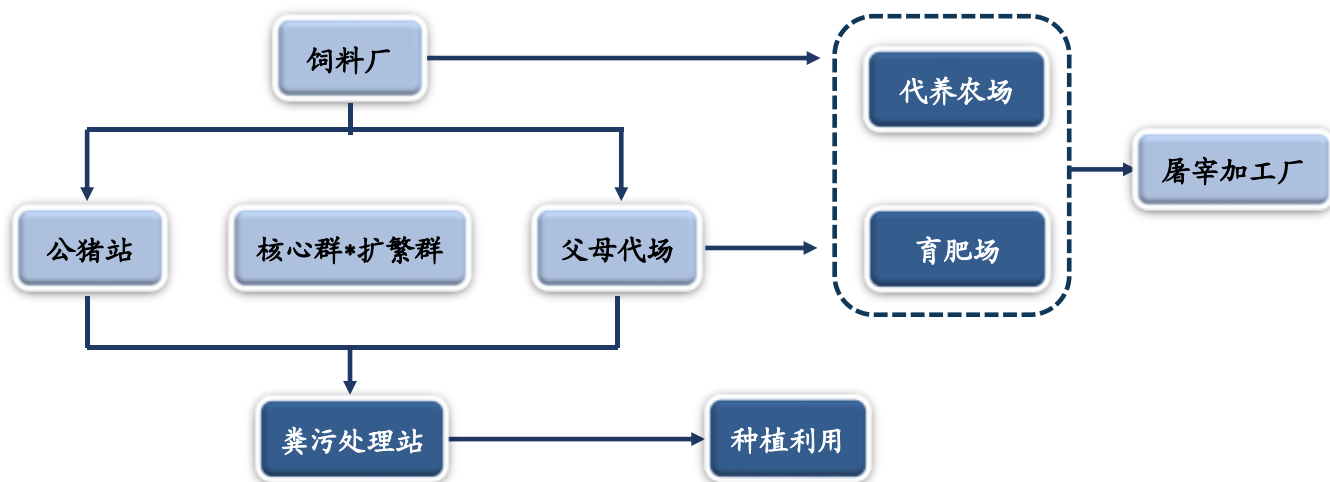 饲料厂
代养农场
屠宰加工厂
公猪站
核心群*扩繁群
父母代场
育肥场
粪污处理站
种植利用